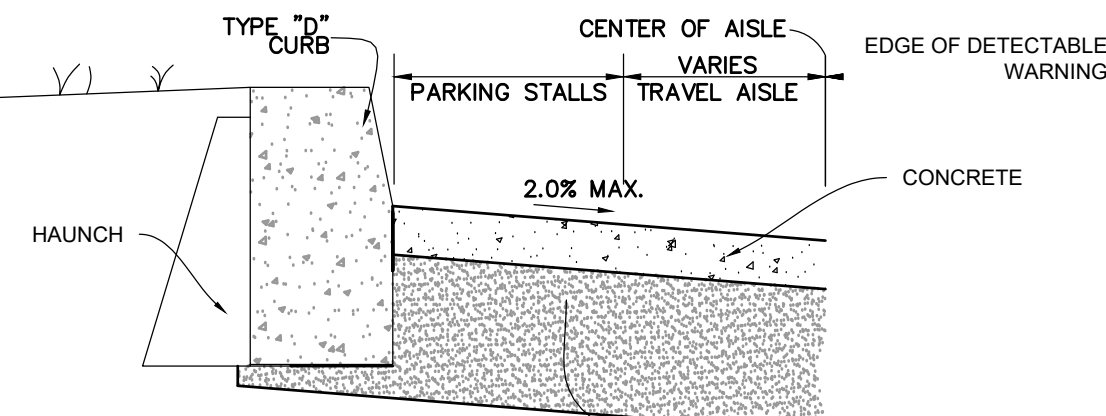 TYPE "D"
CURB
CENTER OF AISLE
EDGE OF DETECTABLE
WARNING
VARIES
PARKING STALLS
TRAVEL AISLE
2.0% MAX.
CONCRETE
HAUNCH